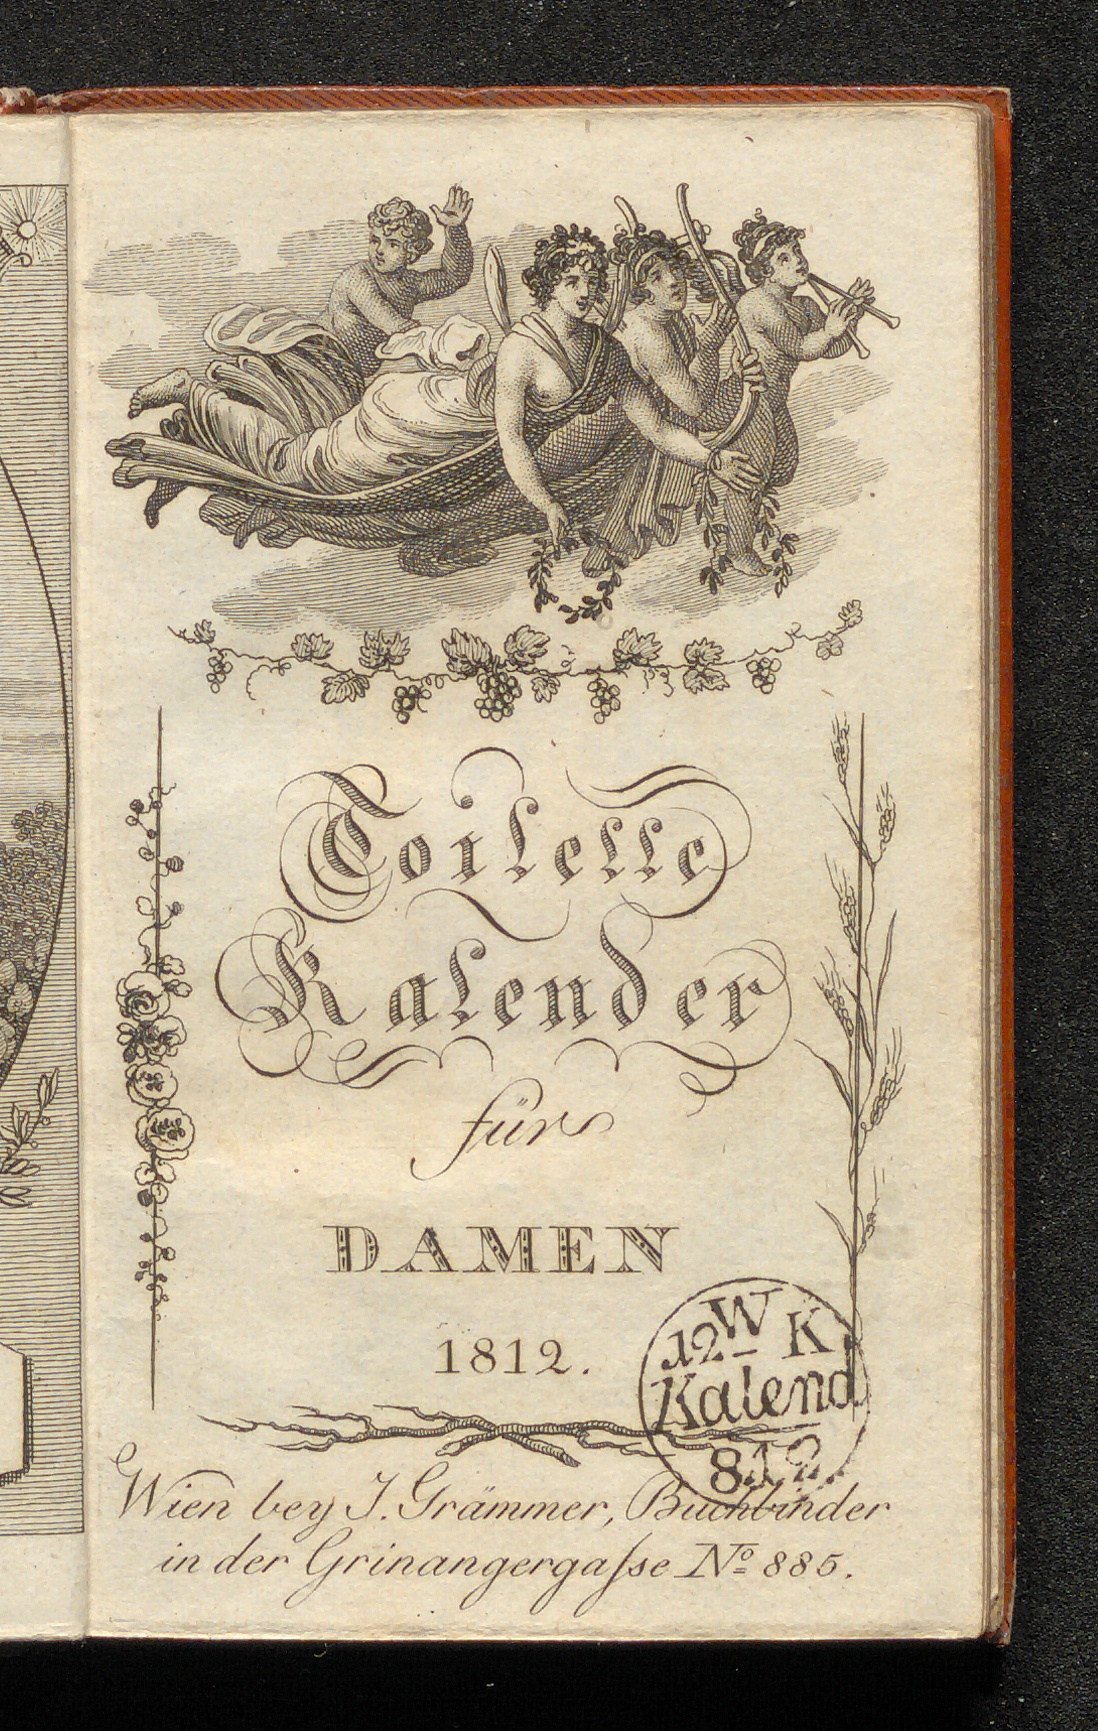 Toilette
Kalender
für
DAMEN
1812.
12 W K
Kalend
812.
Wien bey J. Grämmer, Buchbinder
in der Grinangergaſse No 885.